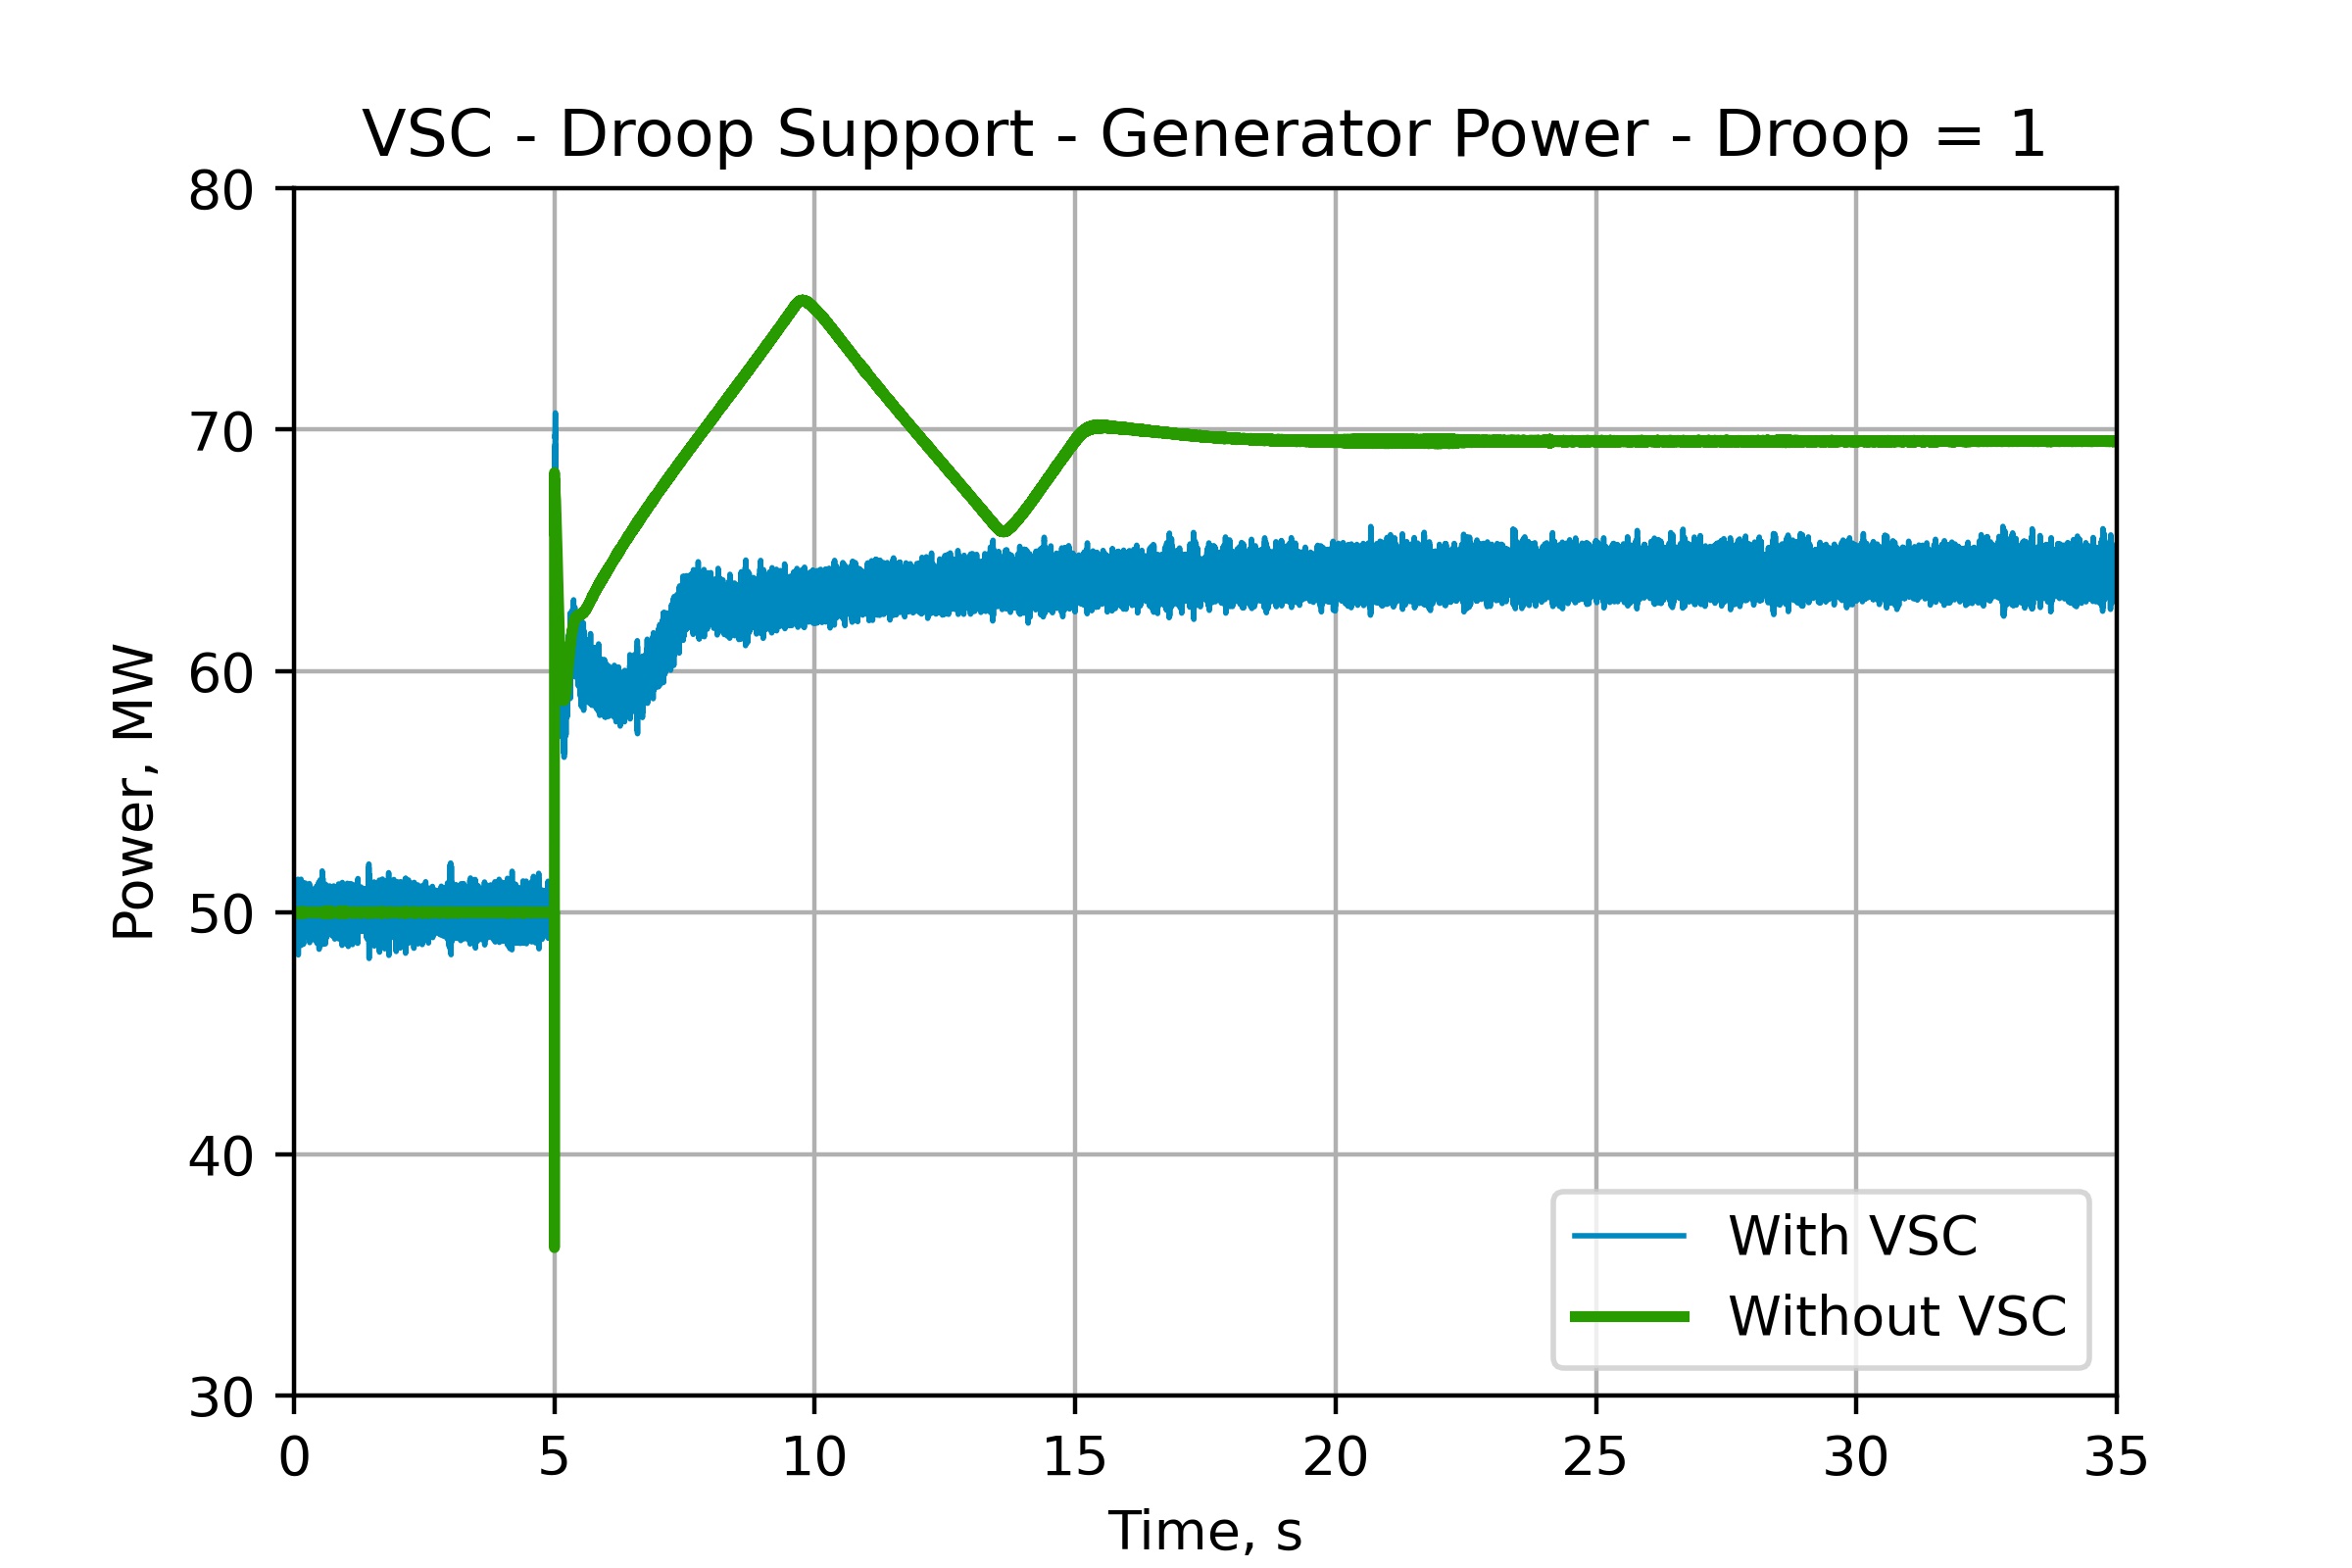 VSC - Droop Support - Generator Power - Droop = 1
80
70
60
50
40
30
Power, MW
0 5 10 15 20 25 30 35
Time, s
With VSC
Without VSC